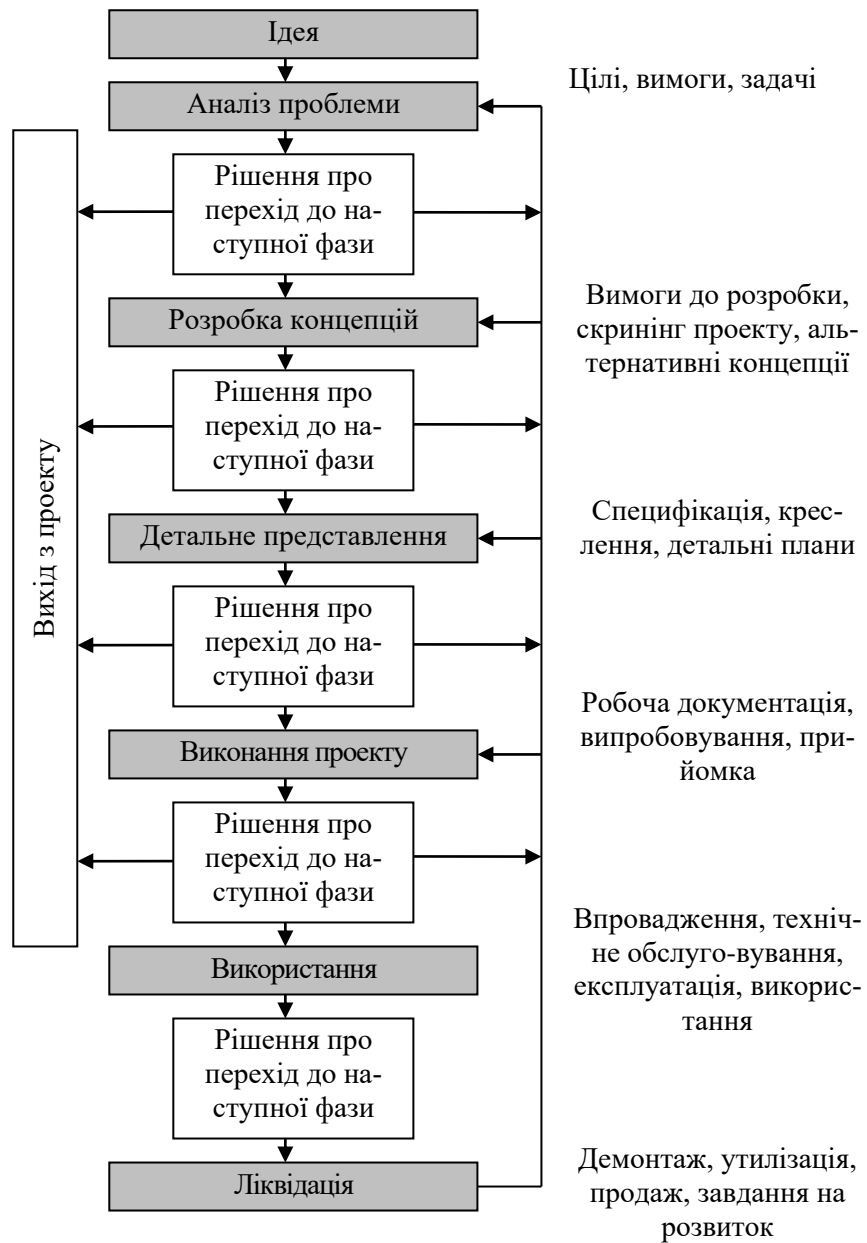 Ідея
Цілі, вимоги, задачі
Аналіз проблеми
Рішення про
перехід до на-
ступної фази
Вимоги до розробки,
скринінг проекту, аль-
тернативні концепції
Розробка концепцій
Рішення про
перехід до на-
ступної фази
Вихід з проекту
Специфікація, крес-
лення, детальні плани
Детальне представлення
Рішення про
перехід до на-
ступної фази
Робоча документація,
випробовування, при-
йомка
Виконання проекту
Рішення про
перехід до на-
ступної фази
Впровадження, техніч-
не обслуго-вування,
експлуатація, викорис-
тання
Використання
Рішення про
перехід до на-
ступної фази
Ліквідація
Демонтаж, утилізація,
продаж, завдання на
розвиток